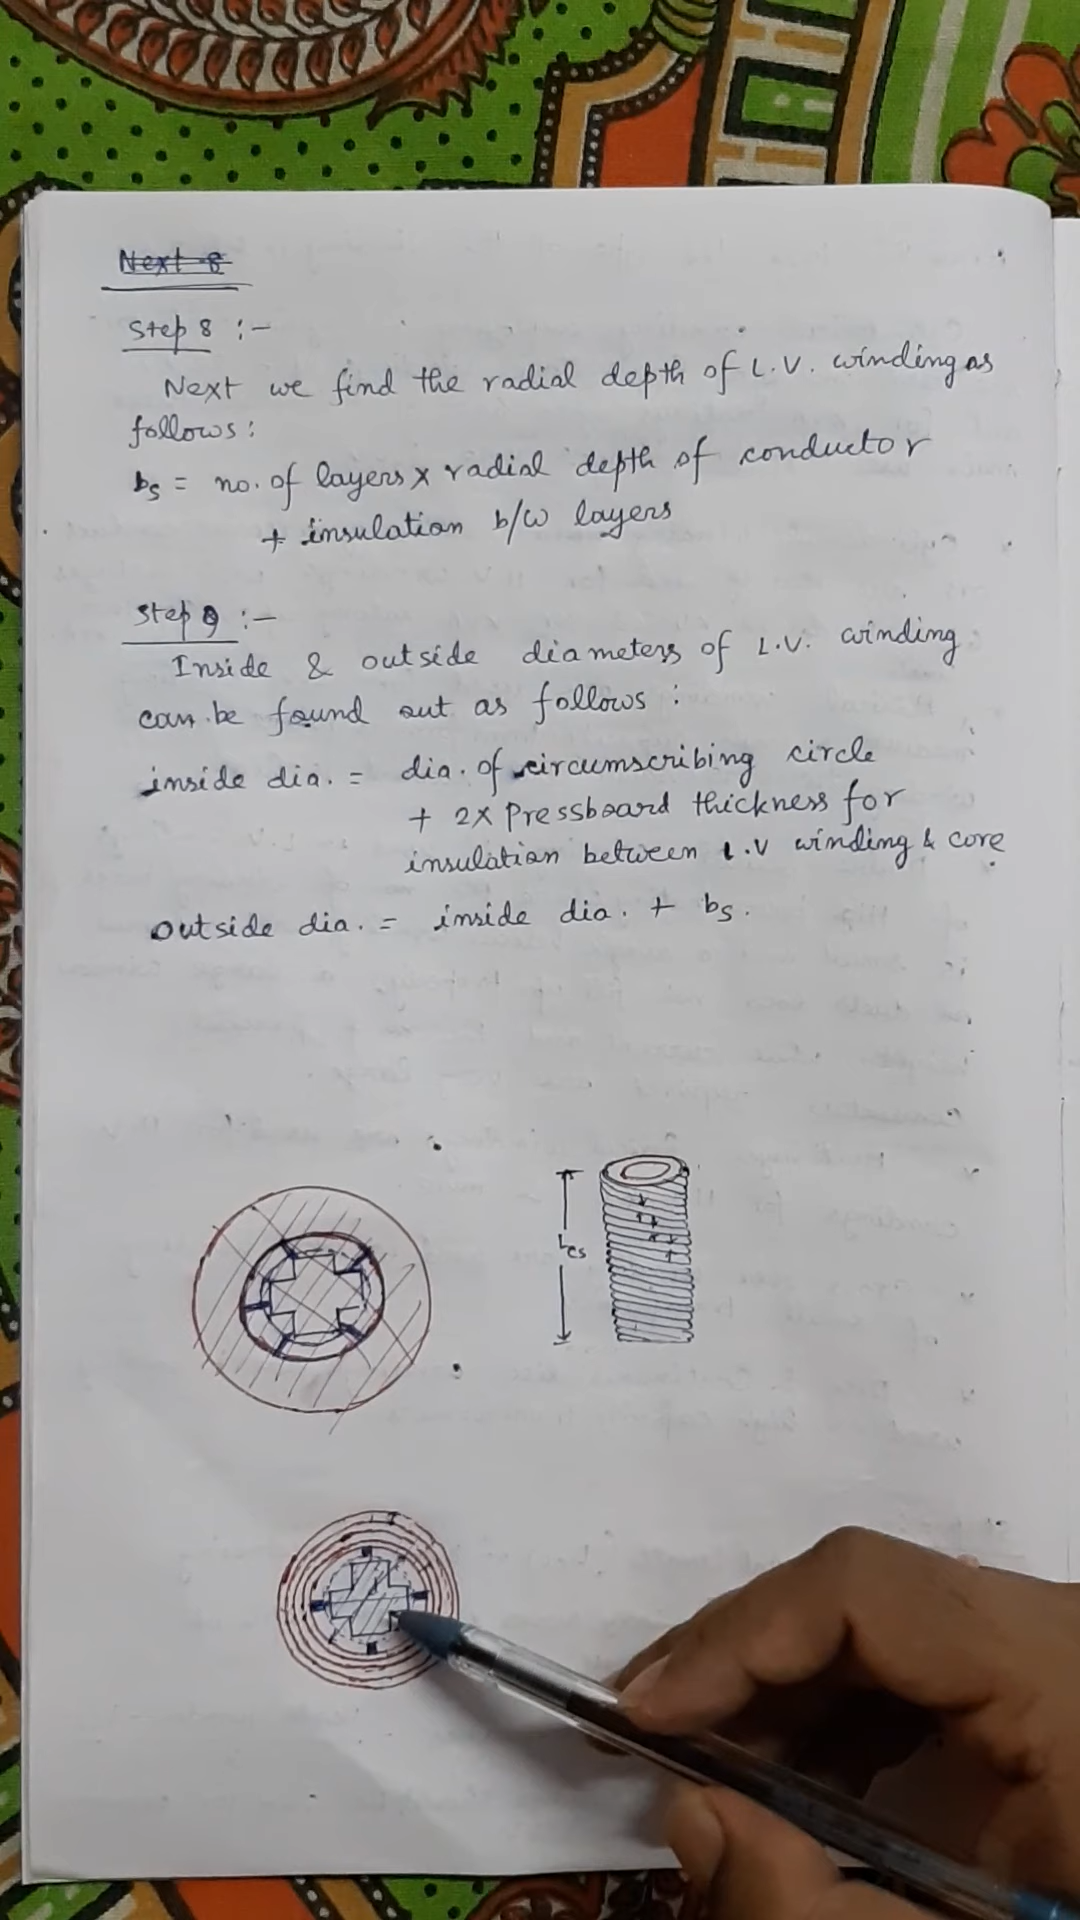 Next 8
Step 8 :-
Next we find the radial depth of L.V. winding as
follows:
bs = no. of layers x radial depth of conductor
+ insulation b/w layers
Step 9 :-
Inside & outside diameters of L.V. winding
can be found out as follows :
inside dia. = dia. of circumscribing circle
+ 2x pressboard thickness for
insulation between L.V winding & core
outside dia. = inside dia. + bs.
Lcs